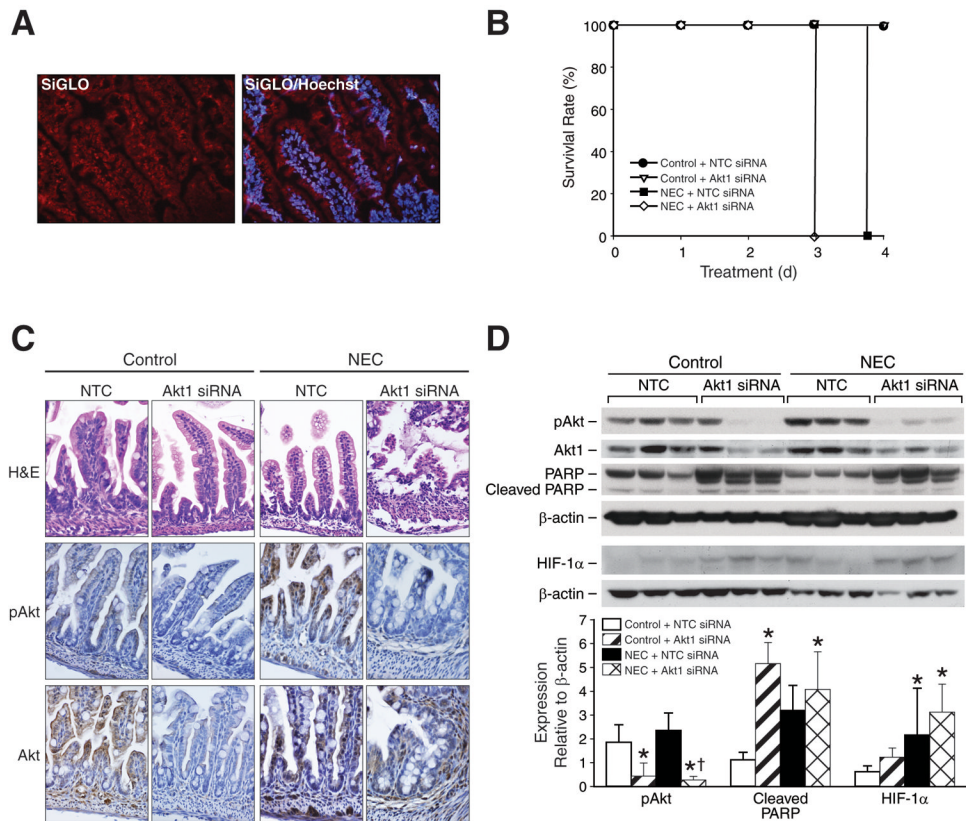 A
SiGLO
SiGLO/Hoechst
B
Survivial Rate (%)
100
80
60
40
20
0
Control + NTC siRNA
Control + Akt1 siRNA
NEC + NTC siRNA
NEC + Akt1 siRNA
0 1 2 3 4
Treatment (d)
C
Control NEC
NTC Akt1 siRNA NTC Akt1 siRNA
H&E
pAkt
Akt
D
Control NEC
NTC Akt1 siRNA NTC Akt1 siRNA
pAkt
Akt1
PARP
Cleaved PARP
β-actin
HIF-1α
β-actin
Expression
Relative to β-actin
7
6
5
4
3
2
1
0
Control + NTC siRNA
Control + Akt1 siRNA
NEC + NTC siRNA
NEC + Akt1 siRNA
* *† * * * *
pAkt Cleaved HIF-1α
PARP